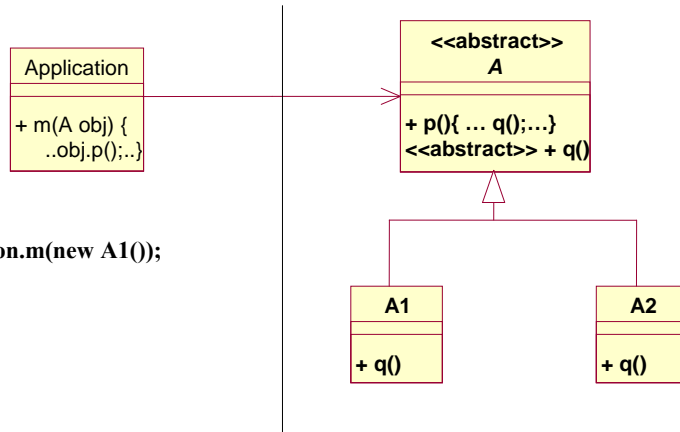 Application
+ m(A obj) {
..obj.p();..}
<<abstract>>
A
+ p(){ … q();…}
<<abstract>> + q()
on.m(new A1());
A1
+ q()
A2
+ q()